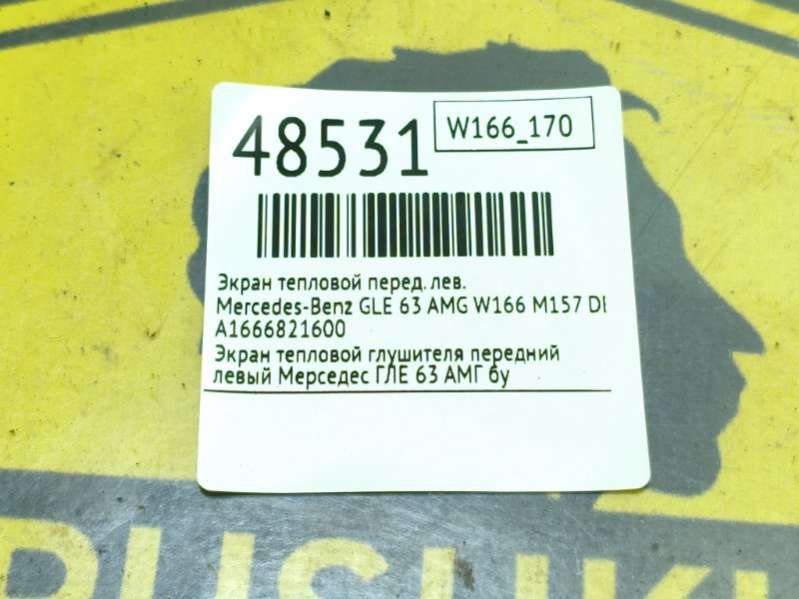 48531
W166_170
Экран тепловой перед. лев.
Mercedes-Benz GLE 63 AMG W166 M157 DE
A1666821600
Экран тепловой глушителя передний
левый Мерседес ГЛЕ 63 АМГ бу